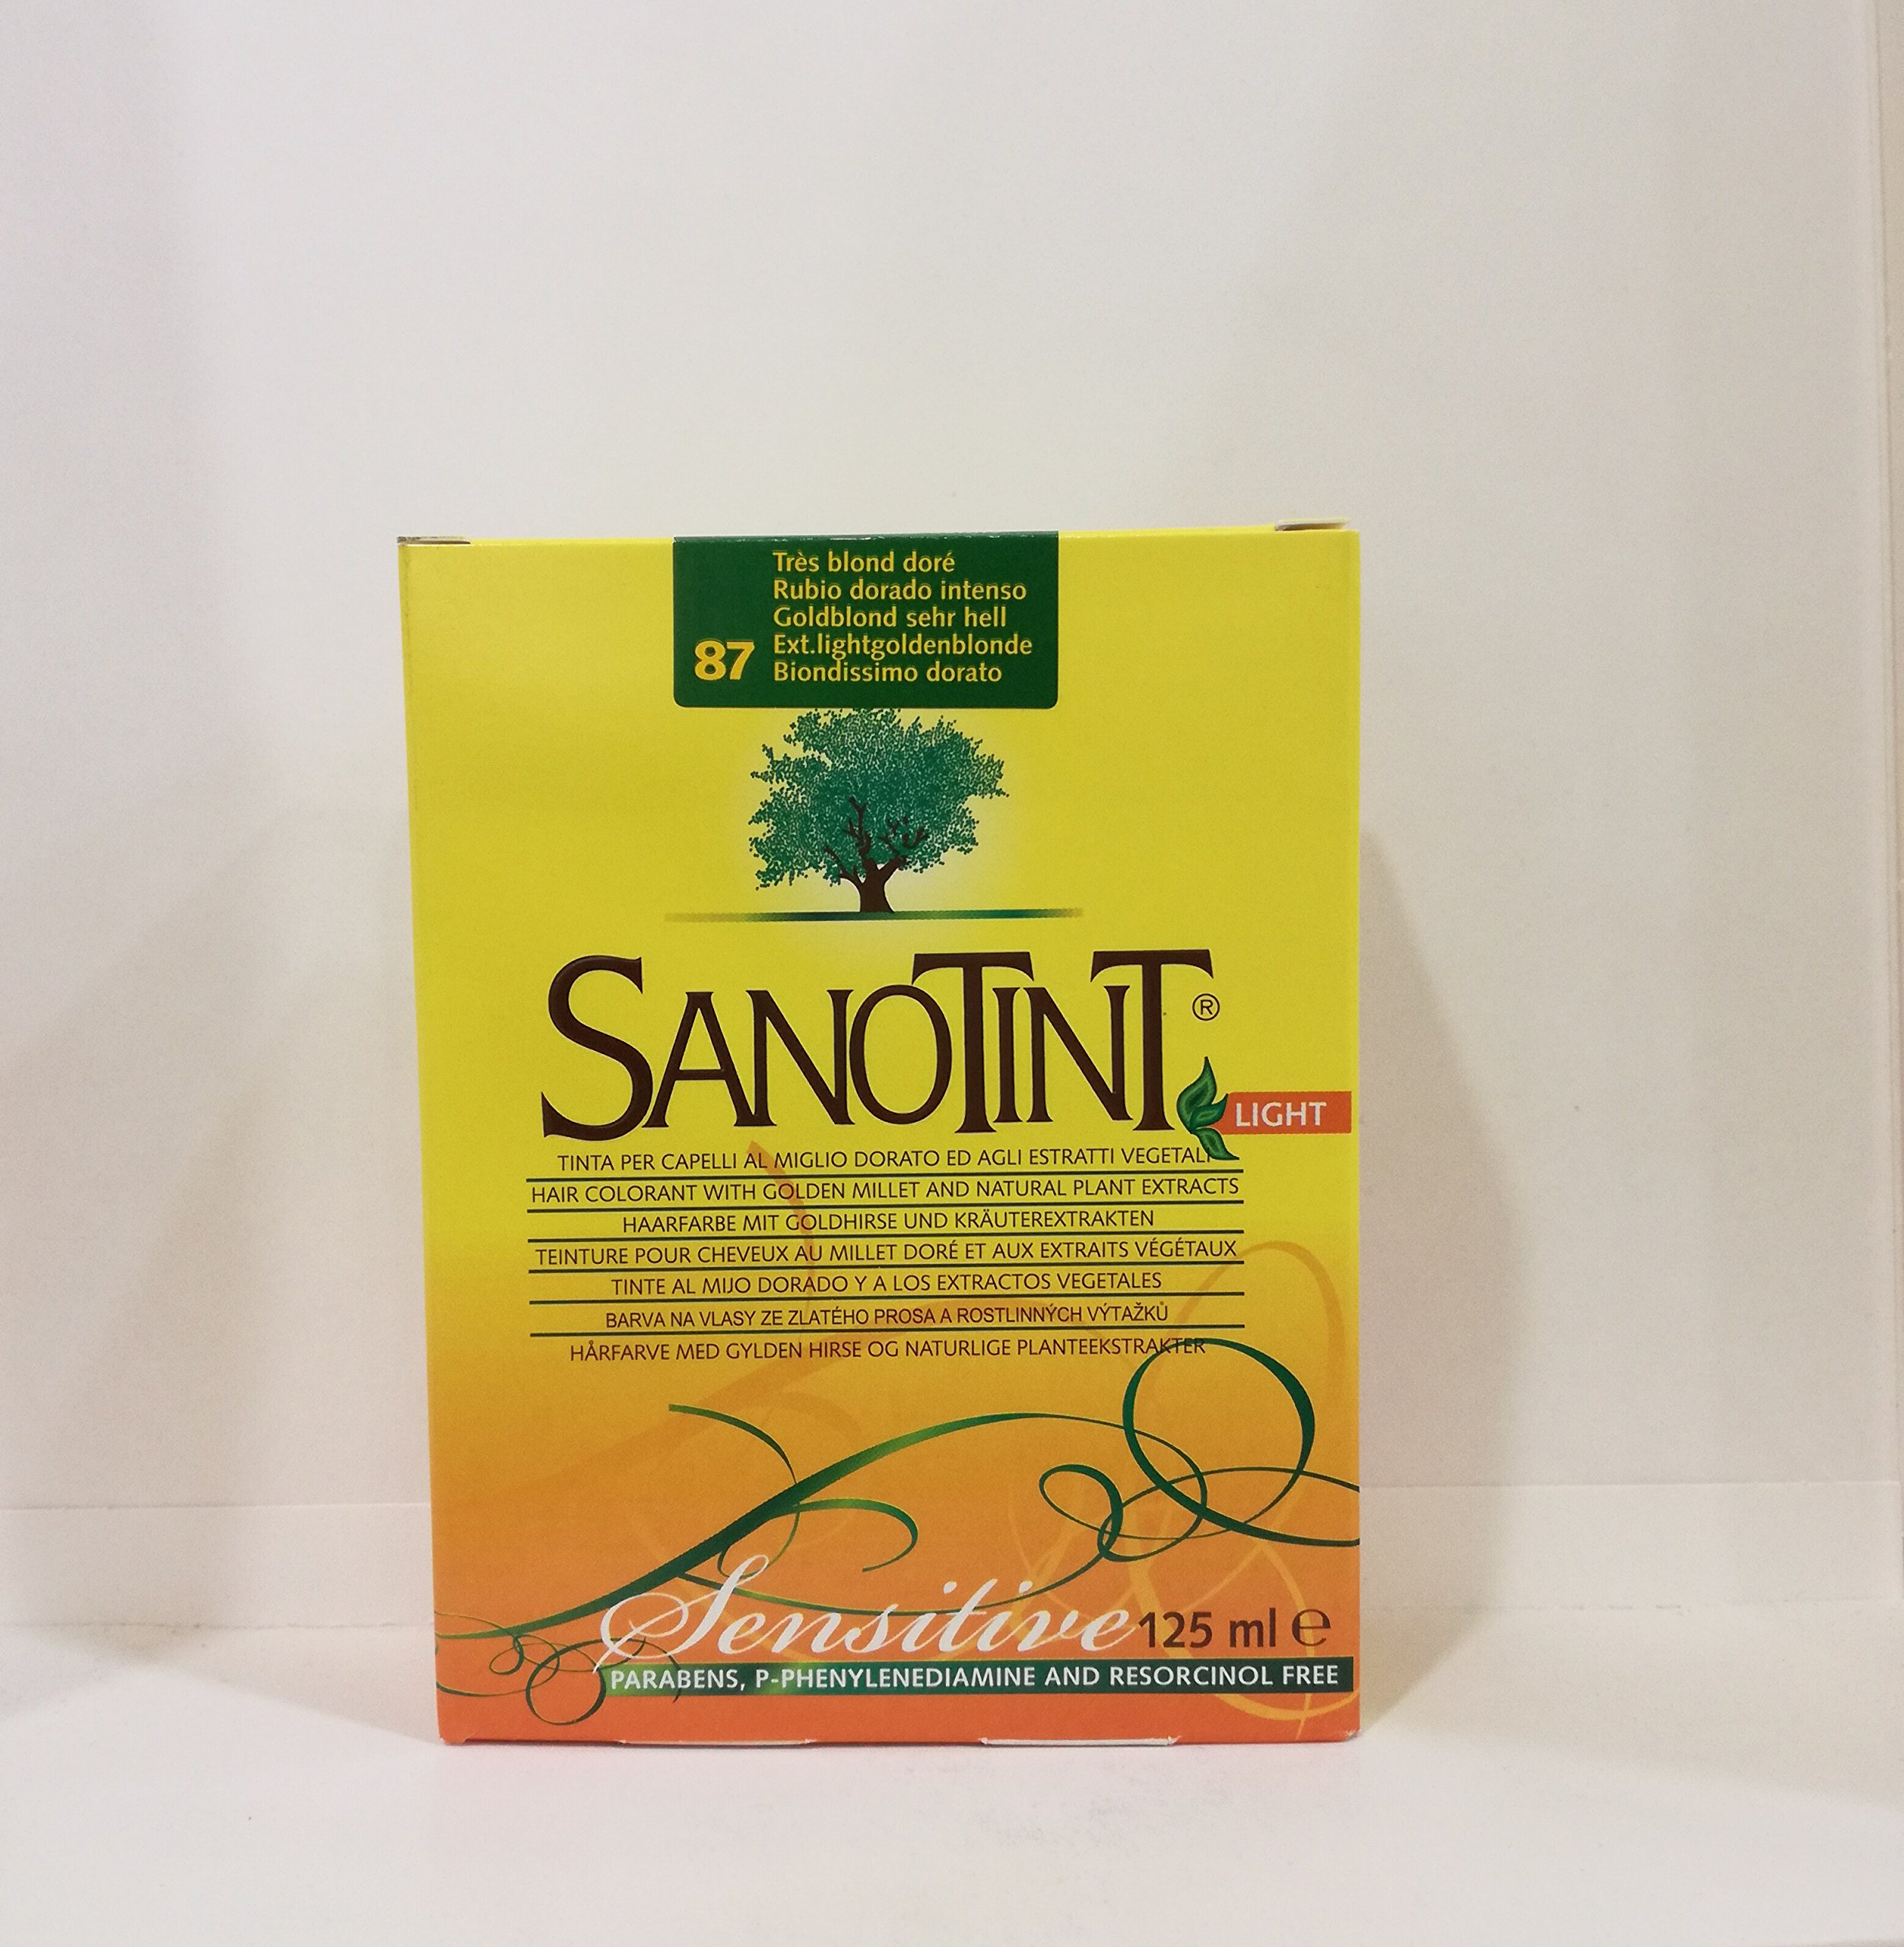 Très blond doré
Rubio dorado intenso
Goldblond sehr hell
87 Ext.lightgoldenblonde
Biondissimo dorato
SANOTINT®
LIGHT
TINTA PER CAPELLI AL MIGLIO DORATO ED AGLI ESTRATTI VEGETALI
HAIR COLORANT WITH GOLDEN MILLET AND NATURAL PLANT EXTRACTS
HAARFARBE MIT GOLDHIRSE UND KRÄUTEREXTRAKTEN
TEINTURE POUR CHEVEUX AU MILLET DORÉ ET AUX EXTRAITS VÉGÉTAUX
TINTE AL MIJO DORADO Y A LOS EXTRACTOS VEGETALES
BARVA NA VLASY ZE ZLATÉHO PROSA A ROSTLINNÝCH VÝTAŽKŮ
HÅRFARVE MED GYLDEN HIRSE OG NATURLIGE PLANTEEKSTRAKTER
Sensitive 125 ml ℮
PARABENS, P-PHENYLENEDIAMINE AND RESORCINOL FREE